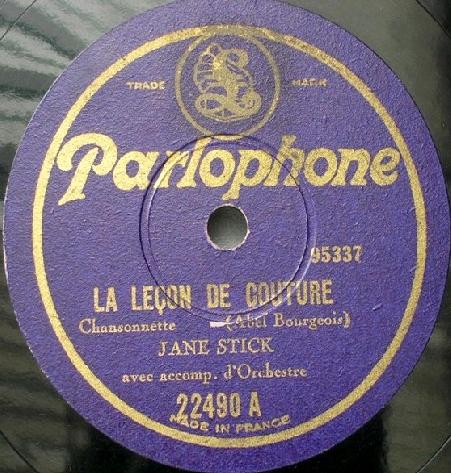 TRADE MARK
Parlophone
95337
LA LEÇON DE COUTURE
Chansonnette (Abel Bourgeois)
JANE STICK
avec accomp. d'Orchestre
22490 A
MADE IN FRANCE